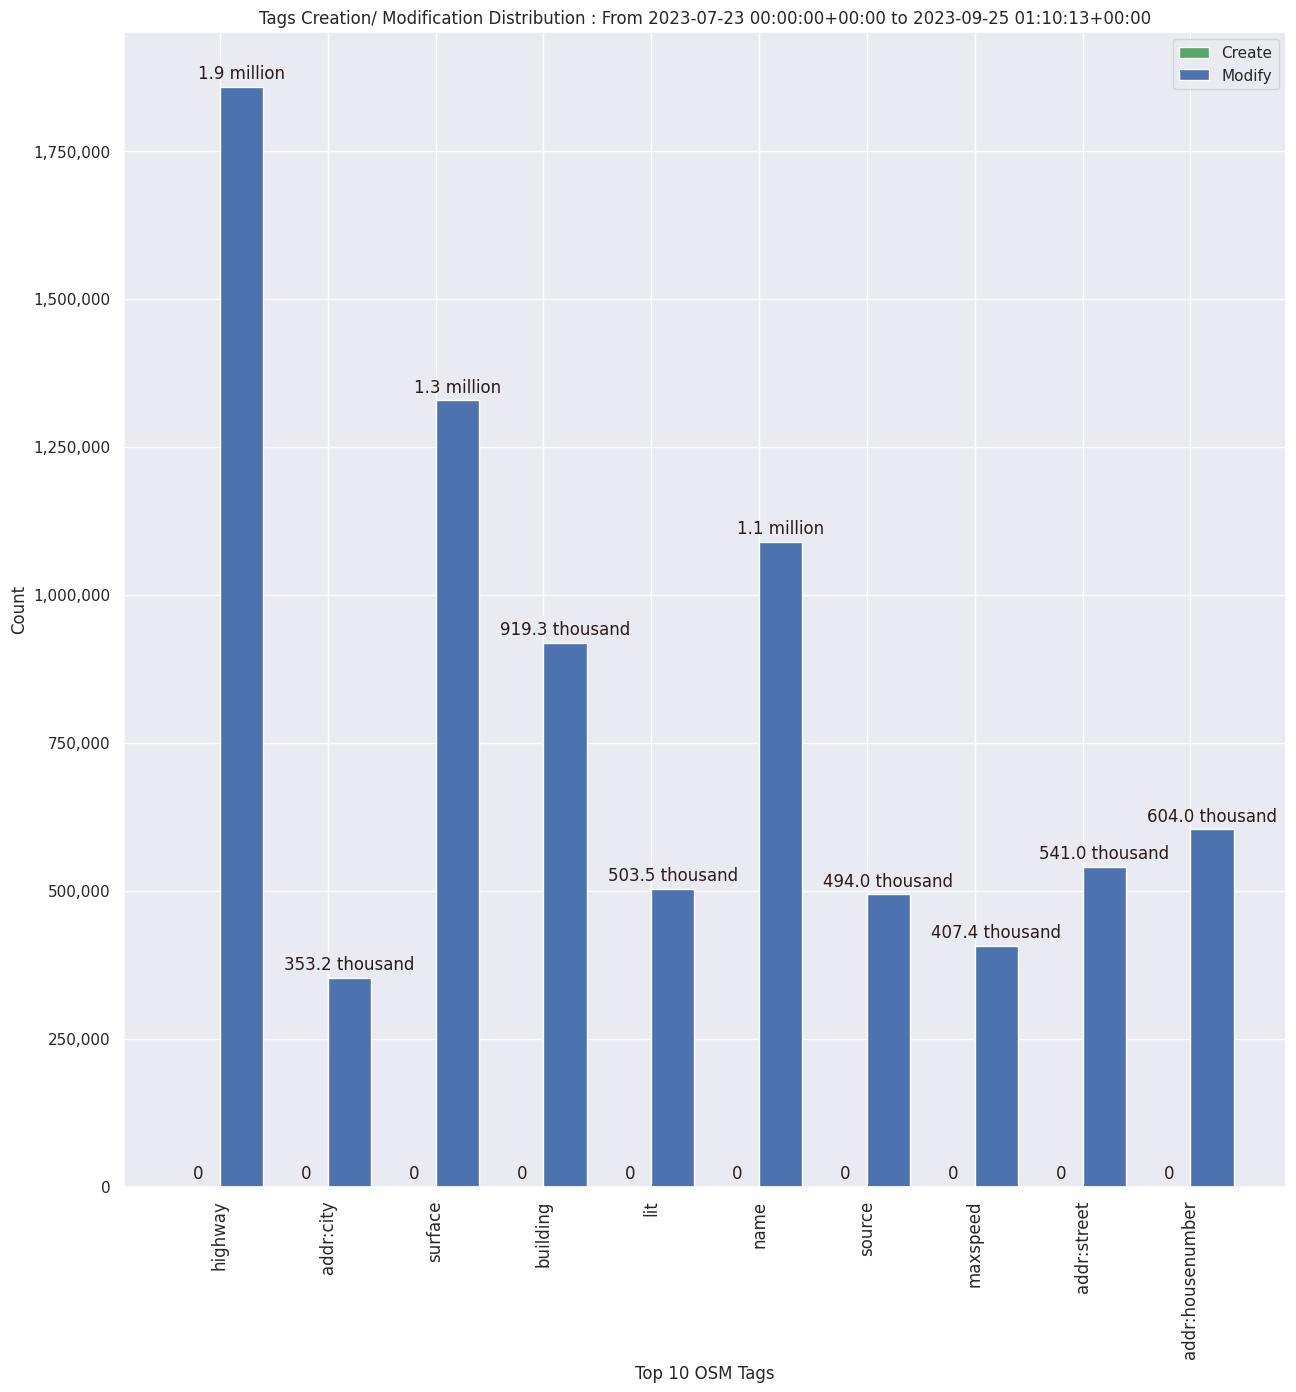 Tags Creation/ Modification Distribution : From 2023-07-23 00:00:00+00:00 to 2023-09-25 01:10:13+00:00
Create
Modify
1.9 million
353.2 thousand
1.3 million
919.3 thousand
503.5 thousand
1.1 million
494.0 thousand
407.4 thousand
541.0 thousand
604.0 thousand
0
0
0
0
0
0
0
0
0
0
1,750,000
1,500,000
1,250,000
1,000,000
750,000
500,000
250,000
0
Count
highway
addr:city
surface
building
lit
name
source
maxspeed
addr:street
addr:housenumber
Top 10 OSM Tags